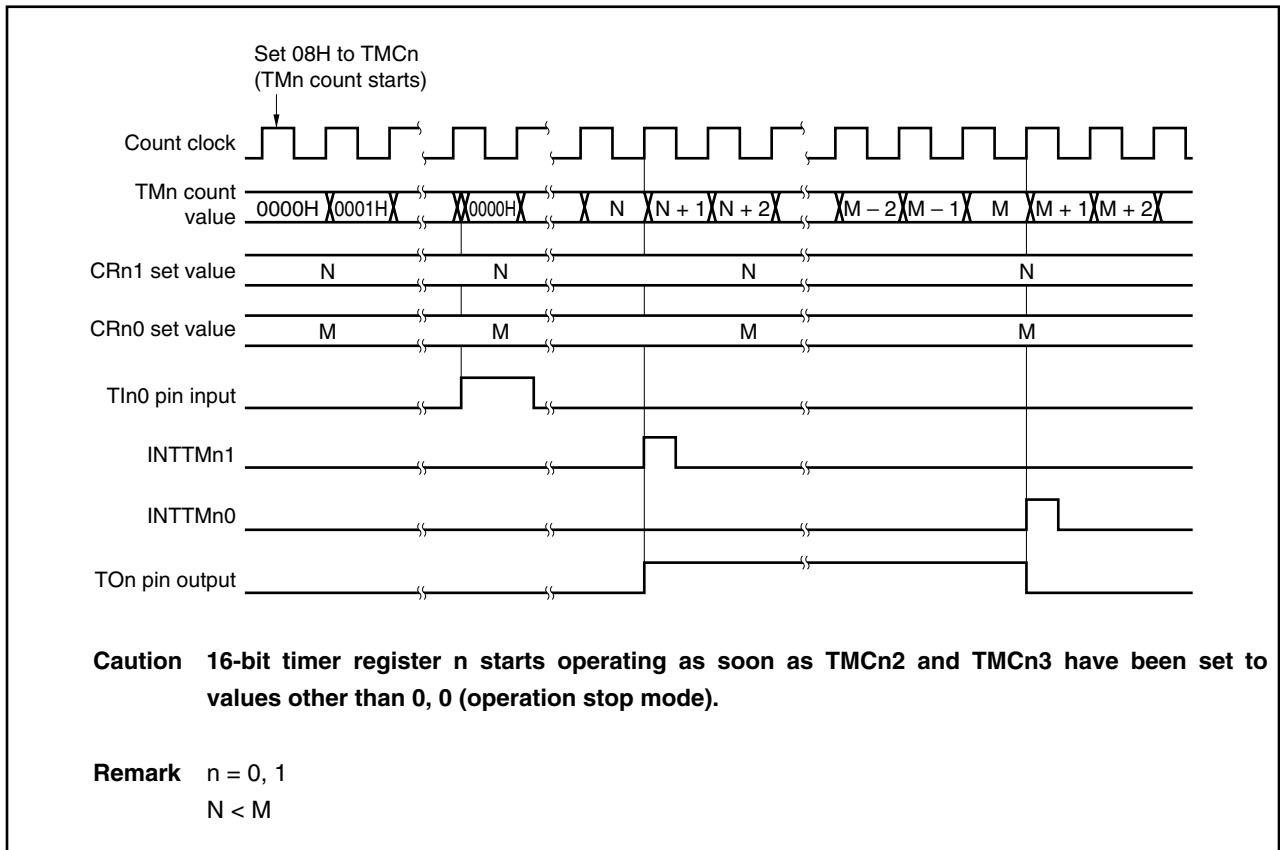 Set 08H to TMCn
(TMn count starts)
Count clock
TMn count
value
0000H 0001H 0000H N N + 1 N + 2 M − 2 M − 1 M M + 1 M + 2
CRn1 set value N N N N
CRn0 set value M M M M
TIn0 pin input
INTTMn1
INTTMn0
TOn pin output
Caution 16-bit timer register n starts operating as soon as TMCn2 and TMCn3 have been set to
values other than 0, 0 (operation stop mode).
Remark n = 0, 1
N < M